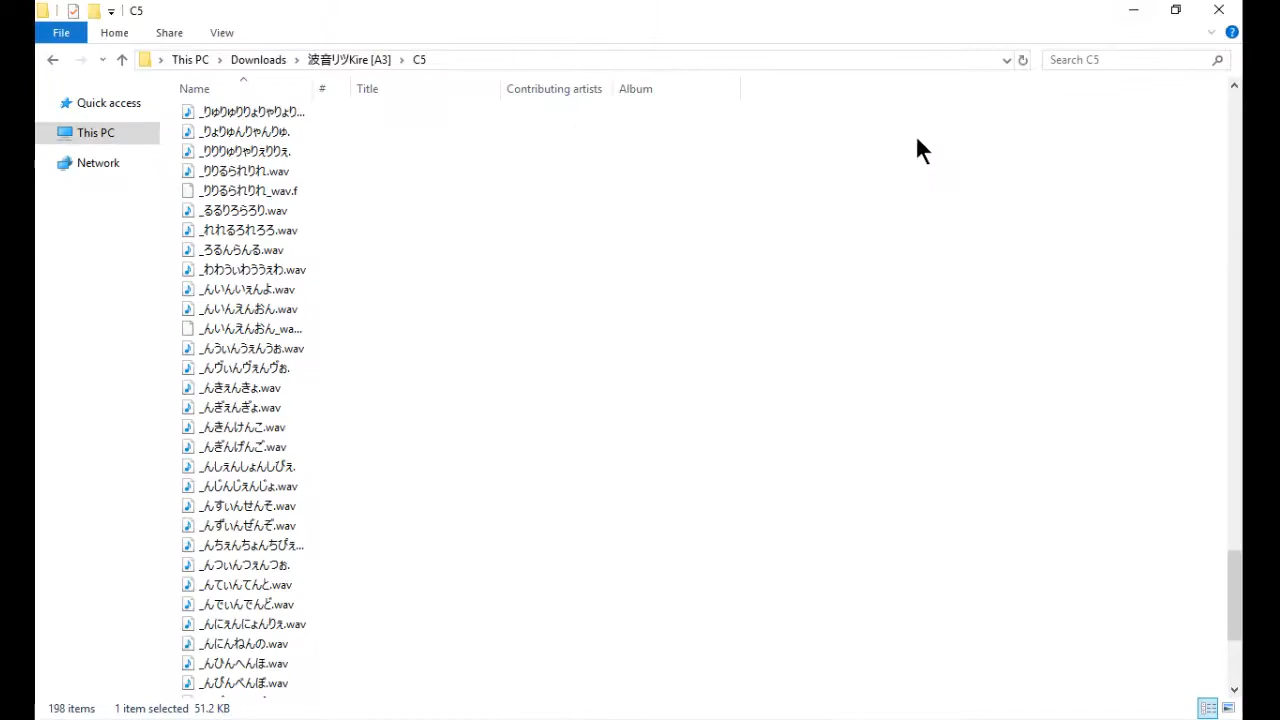 C5
File Home Share View
This PC Downloads 波音リツKire [A3] C5
Search C5
Name # Title Contributing artists Album
Quick access
This PC
Network
_りゅりゅりりょりゃりょり...
_りょりゅんりゃんりゅ.
_りりりゅりゃりぇりりぇ.
_りりるられりれ.wav
_りりるられりれ_wav.f
_るるりろらろり.wav
_れれるろれろろ.wav
_ろるんらんる.wav
_わわうぃわううぇわ.wav
_んいんいぇんよ.wav
_んいんえんおん.wav
_んいんえんおん_wa...
_んうぃんうぇんうぉ.wav
_んヴぃんヴぇんヴぉ.
_んきぇんきょ.wav
_んぎぇんぎょ.wav
_んきんけんこ.wav
_んぎんげんご.wav
_んしぇんしょんしぴぇ.
_んじんじぇんじょ.wav
_んすぃんせんそ.wav
_んずぃんぜんぞ.wav
_んちぇんちょんちぴぇ...
_んつぃんつぇんつぉ.
_んてぃんてんと.wav
_んでぃんでんど.wav
_んにぇんにょんりぇ.wav
_んにんねんの.wav
_んひんへんほ.wav
_んぴんべんぼ.wav
198 items 1 item selected 51.2 KB